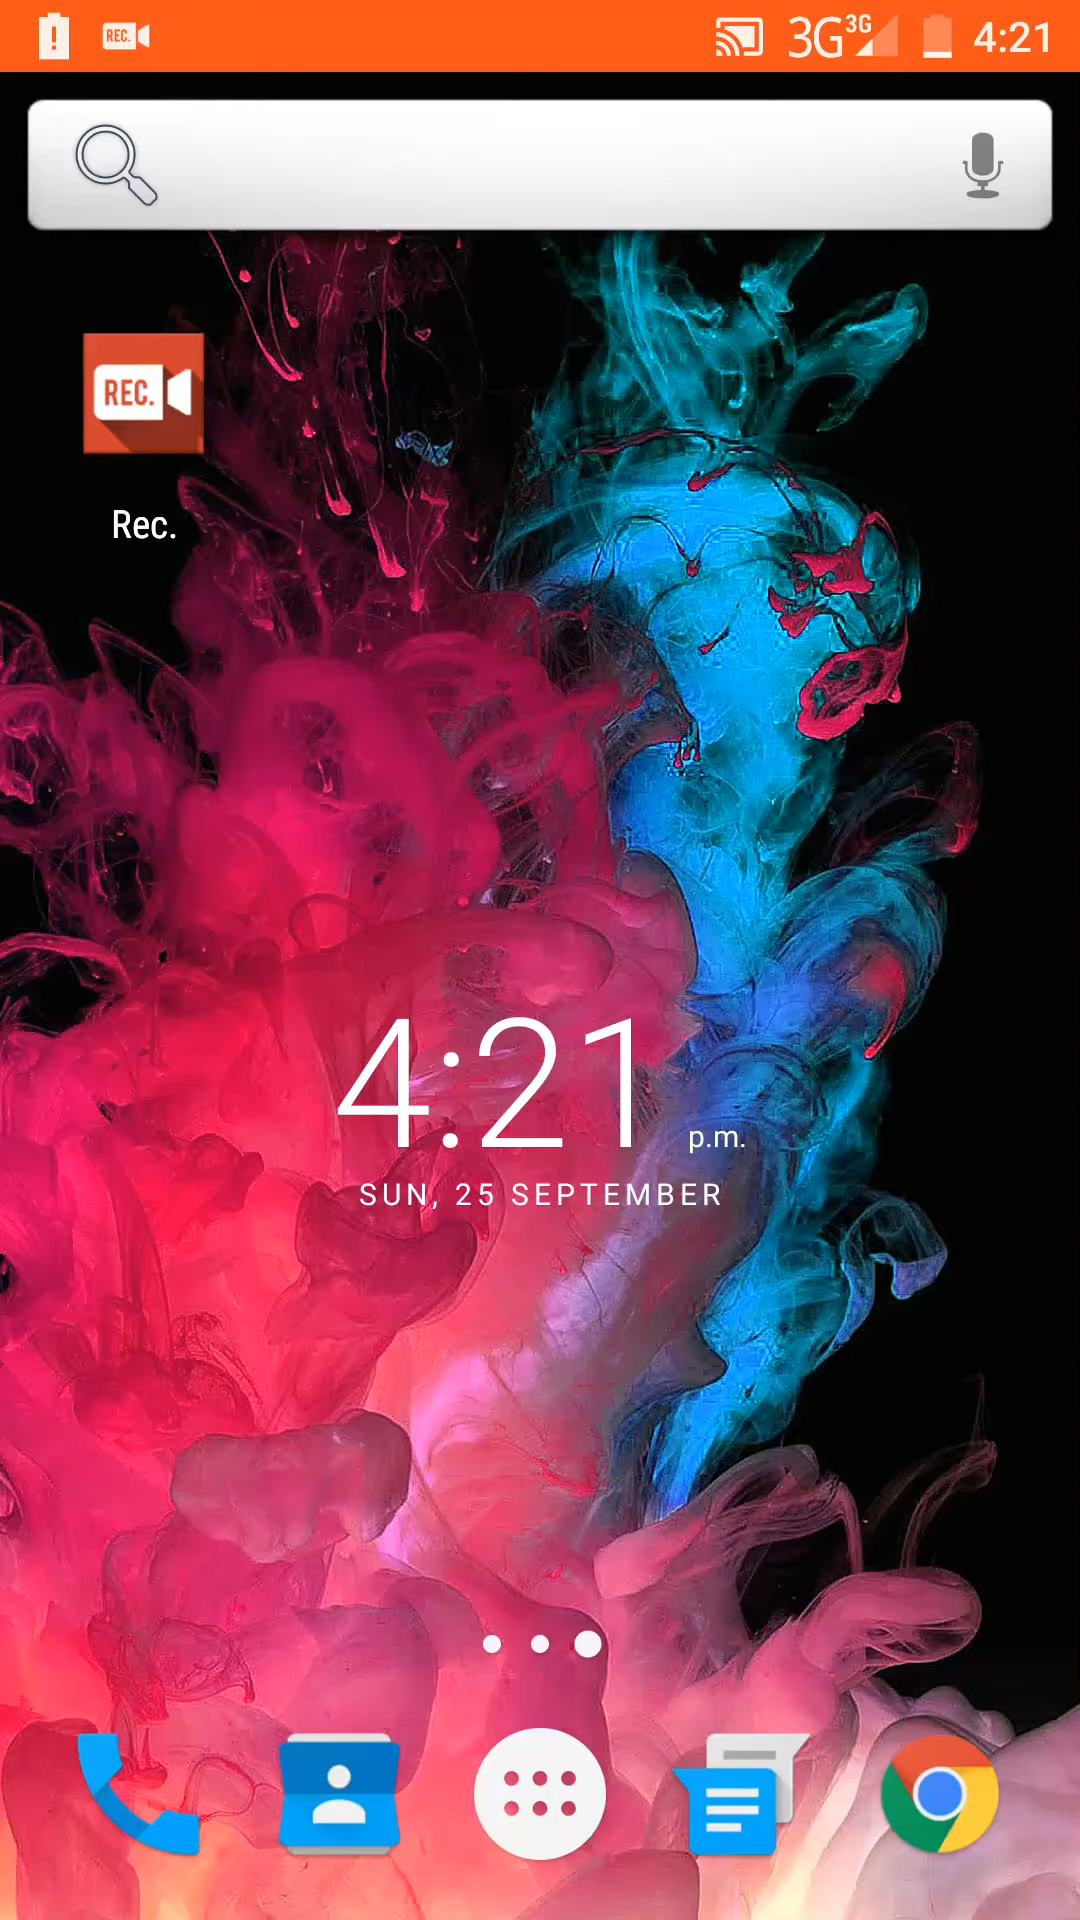 REC.
3G 3G 4:21
REC.
Rec.
4:21 p.m.
SUN, 25 SEPTEMBER